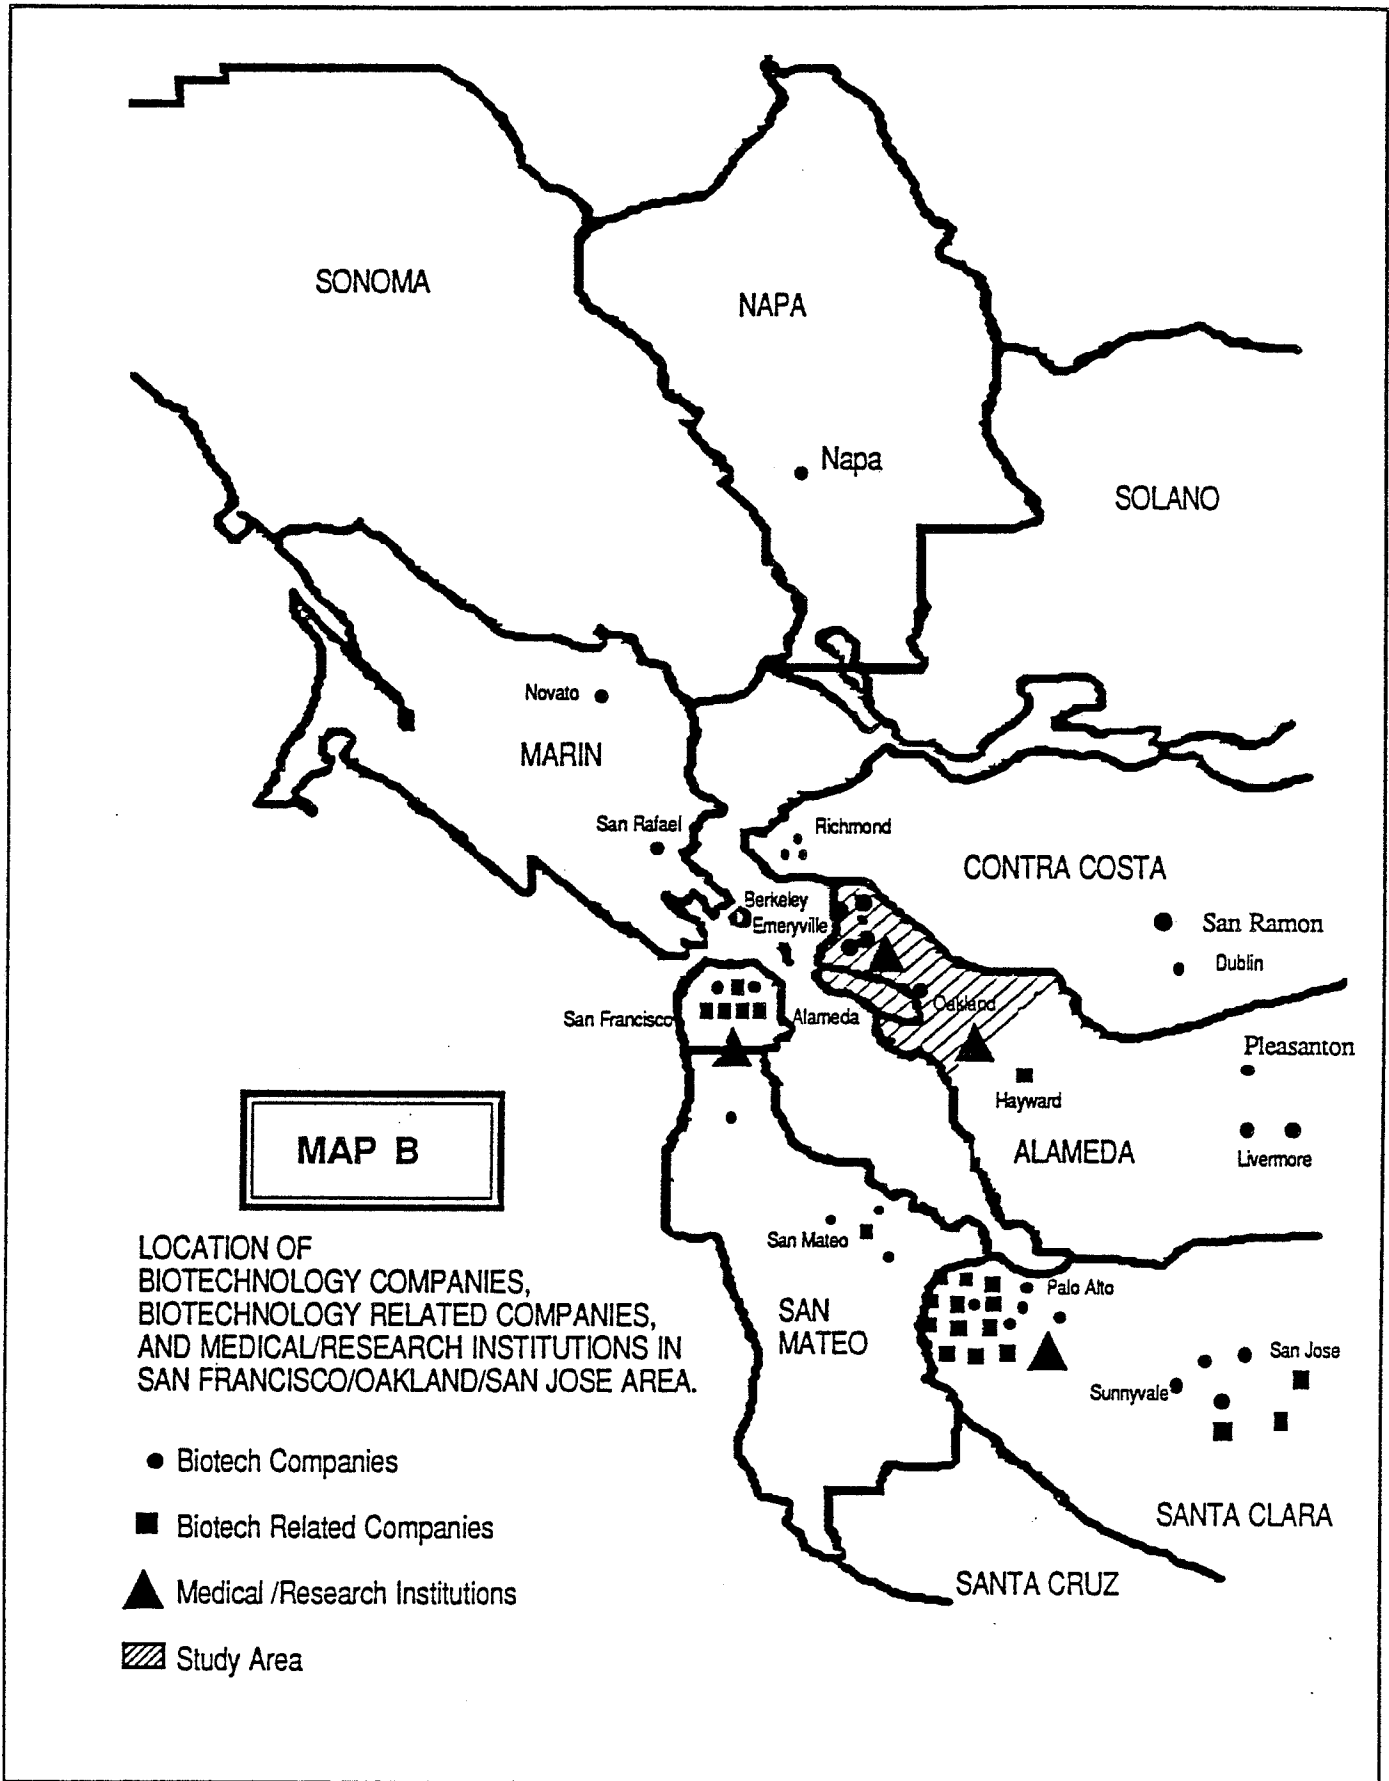 SONOMA
NAPA
Napa
SOLANO
Novato
MARIN
San Rafael
Richmond
CONTRA COSTA
Berkeley
Emeryville
San Ramon
Dublin
Oakland
San Francisco
Alameda
Pleasanton
Hayward
ALAMEDA
Livermore
MAP B
San Mateo
LOCATION OF
BIOTECHNOLOGY COMPANIES,
BIOTECHNOLOGY RELATED COMPANIES,
AND MEDICAL/RESEARCH INSTITUTIONS IN
SAN FRANCISCO/OAKLAND/SAN JOSE AREA.
Palo Alto
SAN
MATEO
San Jose
Sunnyvale
Biotech Companies
Biotech Related Companies
Medical /Research Institutions
Study Area
SANTA CLARA
SANTA CRUZ